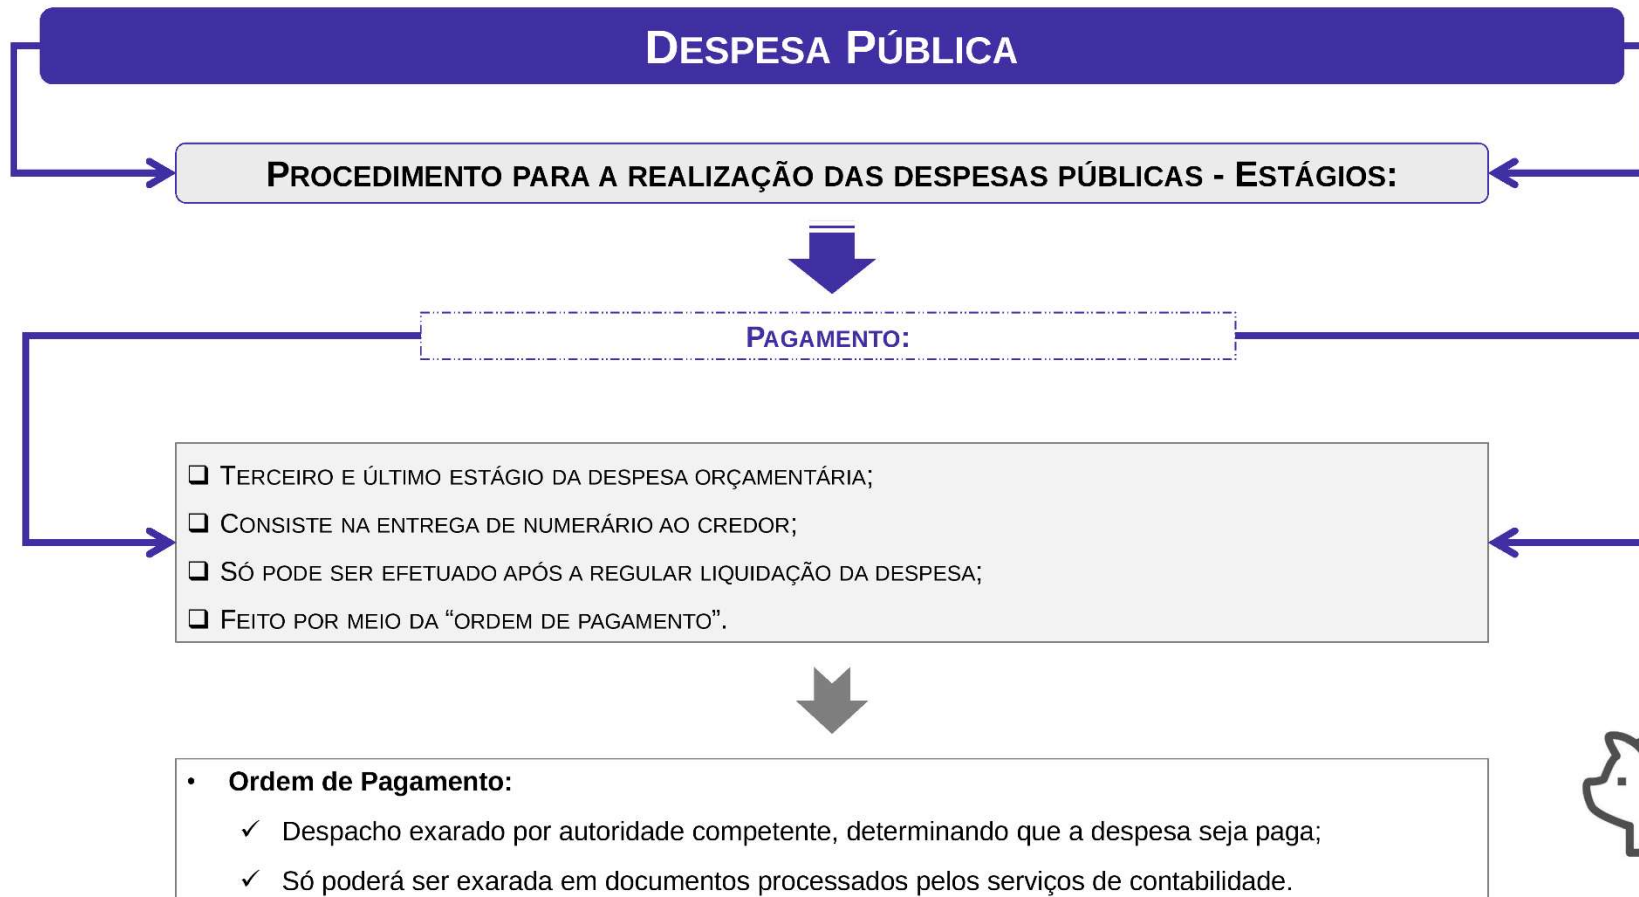 DESPESA PÚBLICA
PROCEDIMENTO PARA A REALIZAÇÃO DAS DESPESAS PÚBLICAS - ESTÁGIOS:
PAGAMENTO:
❑ TERCEIRO E ÚLTIMO ESTÁGIO DA DESPESA ORÇAMENTÁRIA;
❑ CONSISTE NA ENTREGA DE NUMERÁRIO AO CREDOR;
❑ SÓ PODE SER EFETUADO APÓS A REGULAR LIQUIDAÇÃO DA DESPESA;
❑ FEITO POR MEIO DA “ORDEM DE PAGAMENTO”.
• Ordem de Pagamento:
✓ Despacho exarado por autoridade competente, determinando que a despesa seja paga;
✓ Só poderá ser exarada em documentos processados pelos serviços de contabilidade.